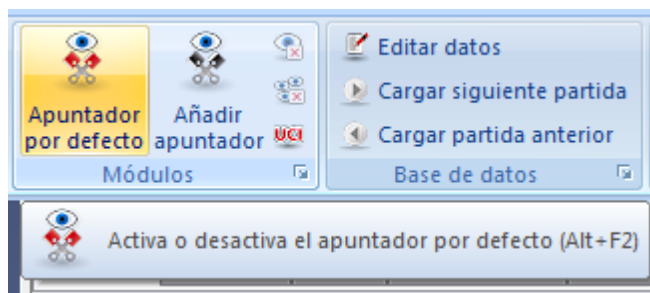 Apuntador
por defecto
Añadir
apuntador
UCI
Módulos
Editar datos
Cargar siguiente partida
Cargar partida anterior
Base de datos
Activa o desactiva el apuntador por defecto (Alt+F2)